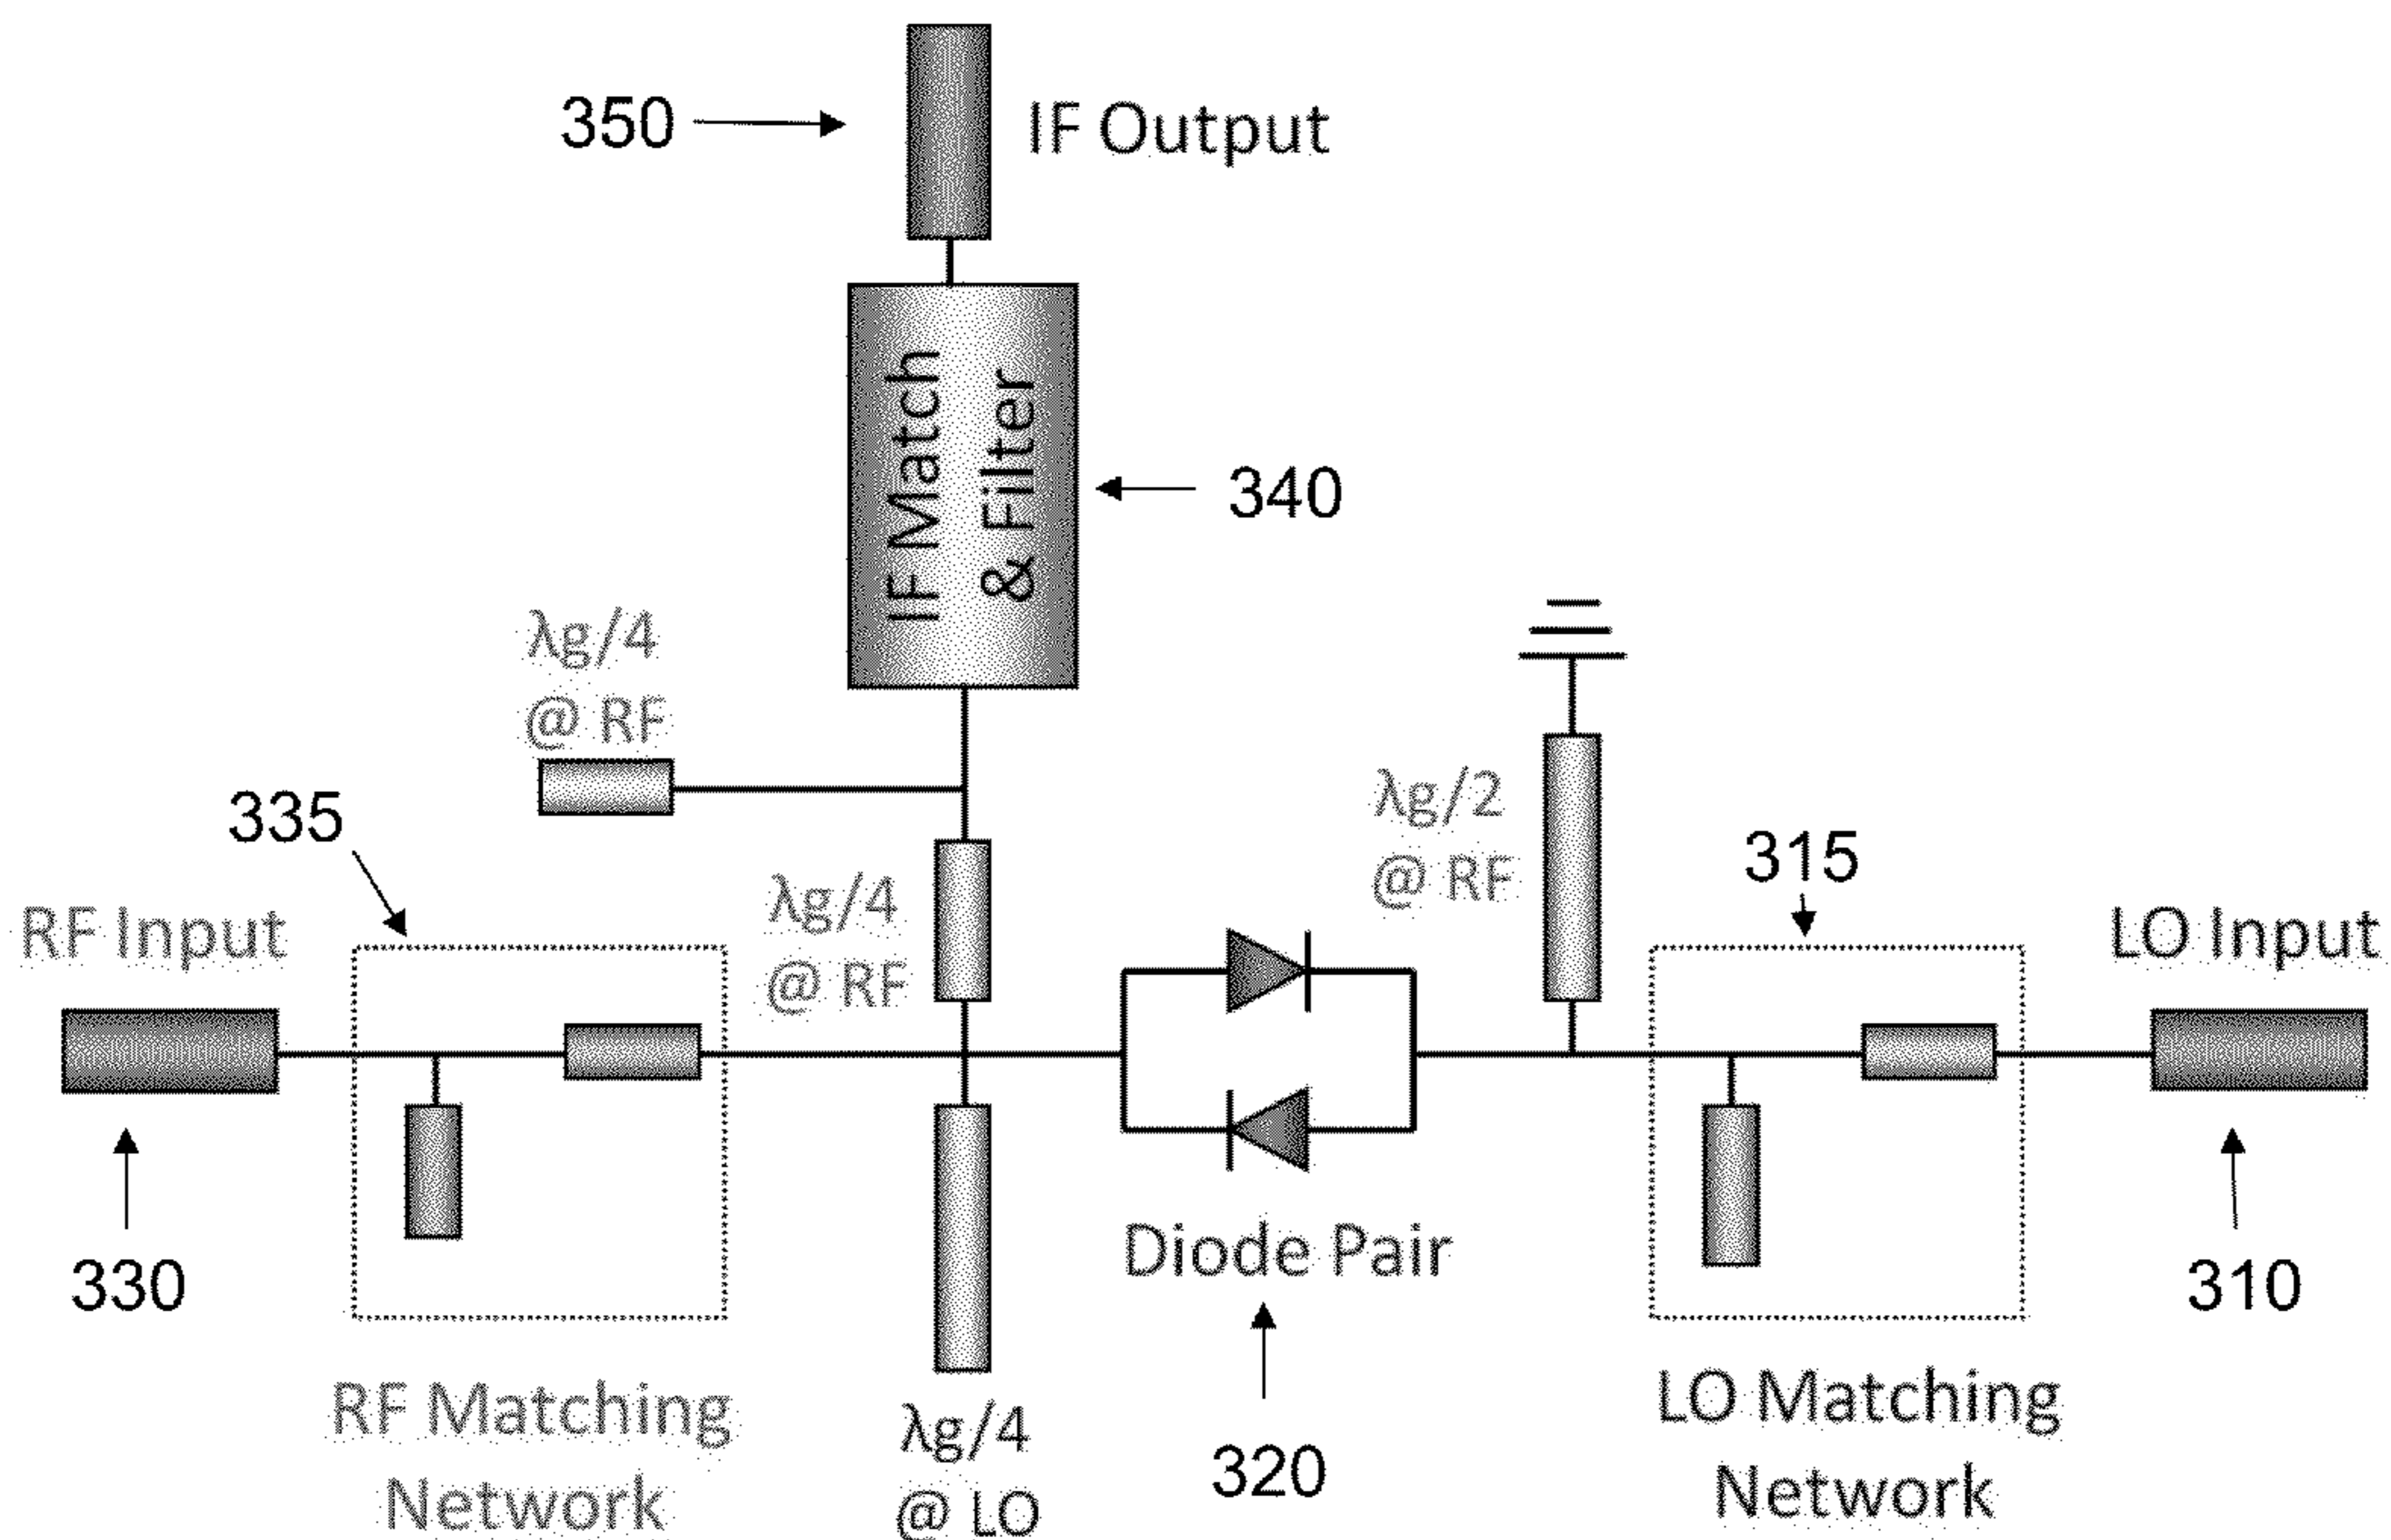 350
IF Output
IF Match
& Filter
340
λg/4
@ RF
335
λg/4
@ RF
λg/2
@ RF
315
RF Input
LO Input
330
Diode Pair
310
RF Matching
Network
λg/4
@ LO
320
LO Matching
Network